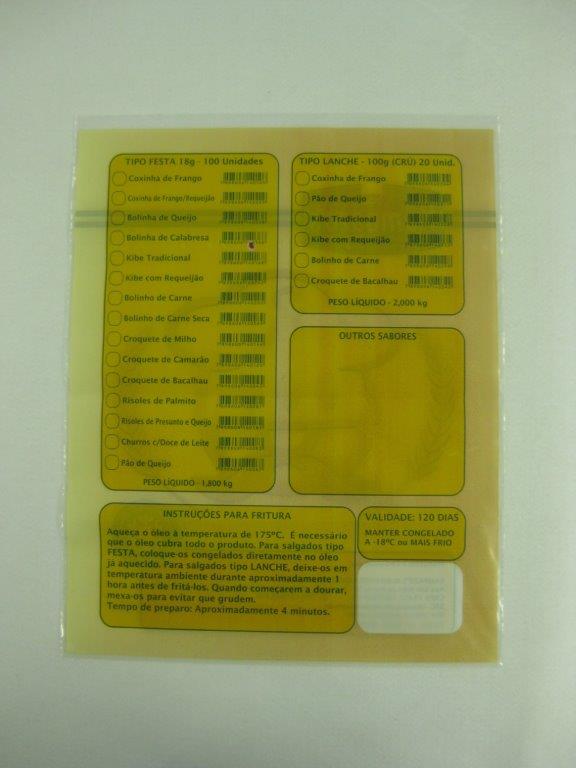 TIPO FESTA 18g - 100 Unidades
Coxinha de Frango
Coxinha de Frango/Requeijão
Bolinha de Queijo
Bolinha de Calabresa
Kibe Tradicional
Kibe com Requeijão
Bolinho de Carne
Bolinho de Carne Seca
Croquete de Milho
Croquete de Camarão
Croquete de Bacalhau
Risoles de Palmito
Risoles de Presunto e Queijo
Churros c/Doce de Leite
Pão de Queijo
PESO LÍQUIDO - 1,800 kg
TIPO LANCHE - 100g (CRÚ) 20 Unid.
Coxinha de Frango
Pão de Queijo
Kibe Tradicional
Kibe com Requeijão
Bolinho de Carne
Croquete de Bacalhau
PESO LÍQUIDO - 2,000 kg
OUTROS SABORES
INSTRUÇÕES PARA FRITURA
Aqueça o óleo à temperatura de 175ºC. É necessário
que o óleo cubra todo o produto. Para salgados tipo
FESTA, coloque-os congelados diretamente no óleo
já aquecido. Para salgados tipo LANCHE, deixe-os em
temperatura ambiente durante aproximadamente 1
hora antes de fritá-los. Quando começarem a dourar,
mexa-os para evitar que grudem.
Tempo de preparo: Aproximadamente 4 minutos.
VALIDADE: 120 DIAS
MANTER CONGELADO
A -18ºC ou MAIS FRIO